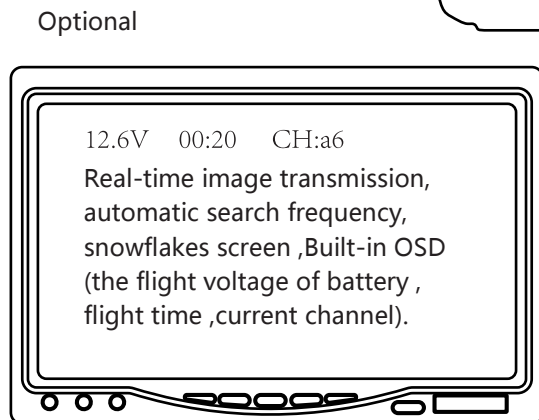 Optional
12.6V 00:20 CH:a6
Real-time image transmission,
automatic search frequency,
snowflakes screen ,Built-in OSD
(the flight voltage of battery ,
flight time ,current channel).